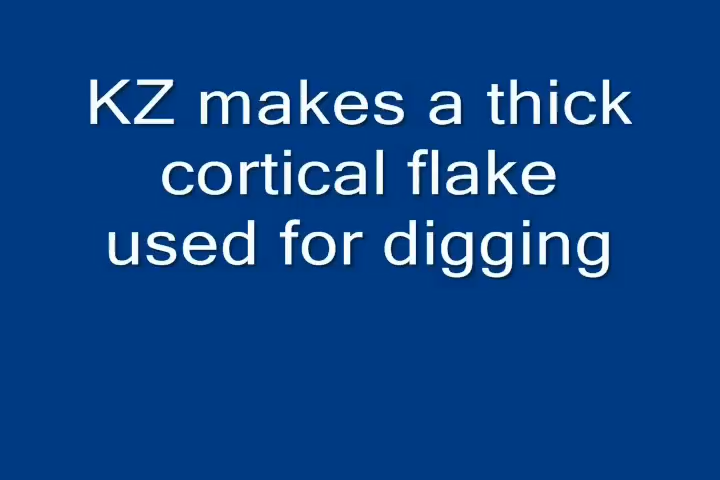 KZ makes a thick
cortical flake
used for digging